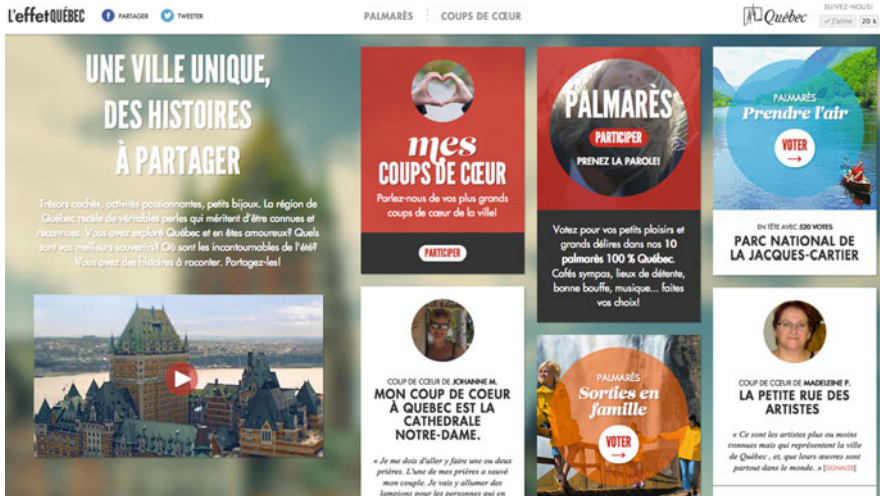 L'effet QUÉBEC
PARTAGER
TWEETER
PALMARÈS
COUPS DE CŒUR
Québec
SUIVEZ-NOUS!
J'aime
20 k
UNE VILLE UNIQUE,
DES HISTOIRES
À PARTAGER
Trésors cachés, activités passionnantes, petits bijoux. La région de
Québec recèle de véritables perles qui méritent d'être connues et
reconnues. Vous avez exploré Québec et en êtes amoureux? Quels
sont vos meilleurs souvenirs? Où sont les incontournables de l'été?
Vous avez des histoires à raconter. Partagez-les!
mes
COUPS DE CŒUR
Parlez-nous de vos plus grands
coups de cœur de la ville!
PARTICIPER
COUP DE CŒUR DE JOHANNE M.
MON COUP DE COEUR
À QUEBEC EST LA
CATHEDRALE
NOTRE-DAME.
« Je me dois d'aller y faire une ou deux
prières. L'une de mes prières a sauvé
mon couple. Je vais y allumer des
lampions pour les personnes qui en
PALMARÈS
PARTICIPER
PRENEZ LA PAROLE!
Votez pour vos petits plaisirs et
grands délires dans nos 10
palmarès 100 % Québec.
Cafés sympas, lieux de détente,
bonne bouffe, musique... faites
vos choix!
PALMARÈS
Sorties en
famille
VOTER
PALMARÈS
Prendre l'air
VOTER
EN TÊTE AVEC 520 VOTES
PARC NATIONAL DE
LA JACQUES-CARTIER
COUP DE CŒUR DE MADELEINE P.
LA PETITE RUE DES
ARTISTES
« Ce sont les artistes plus ou moins
connues mais qui représentent la ville
de Québec , et, que leurs œuvres sont
partout dans le monde. » [SIGNALER]